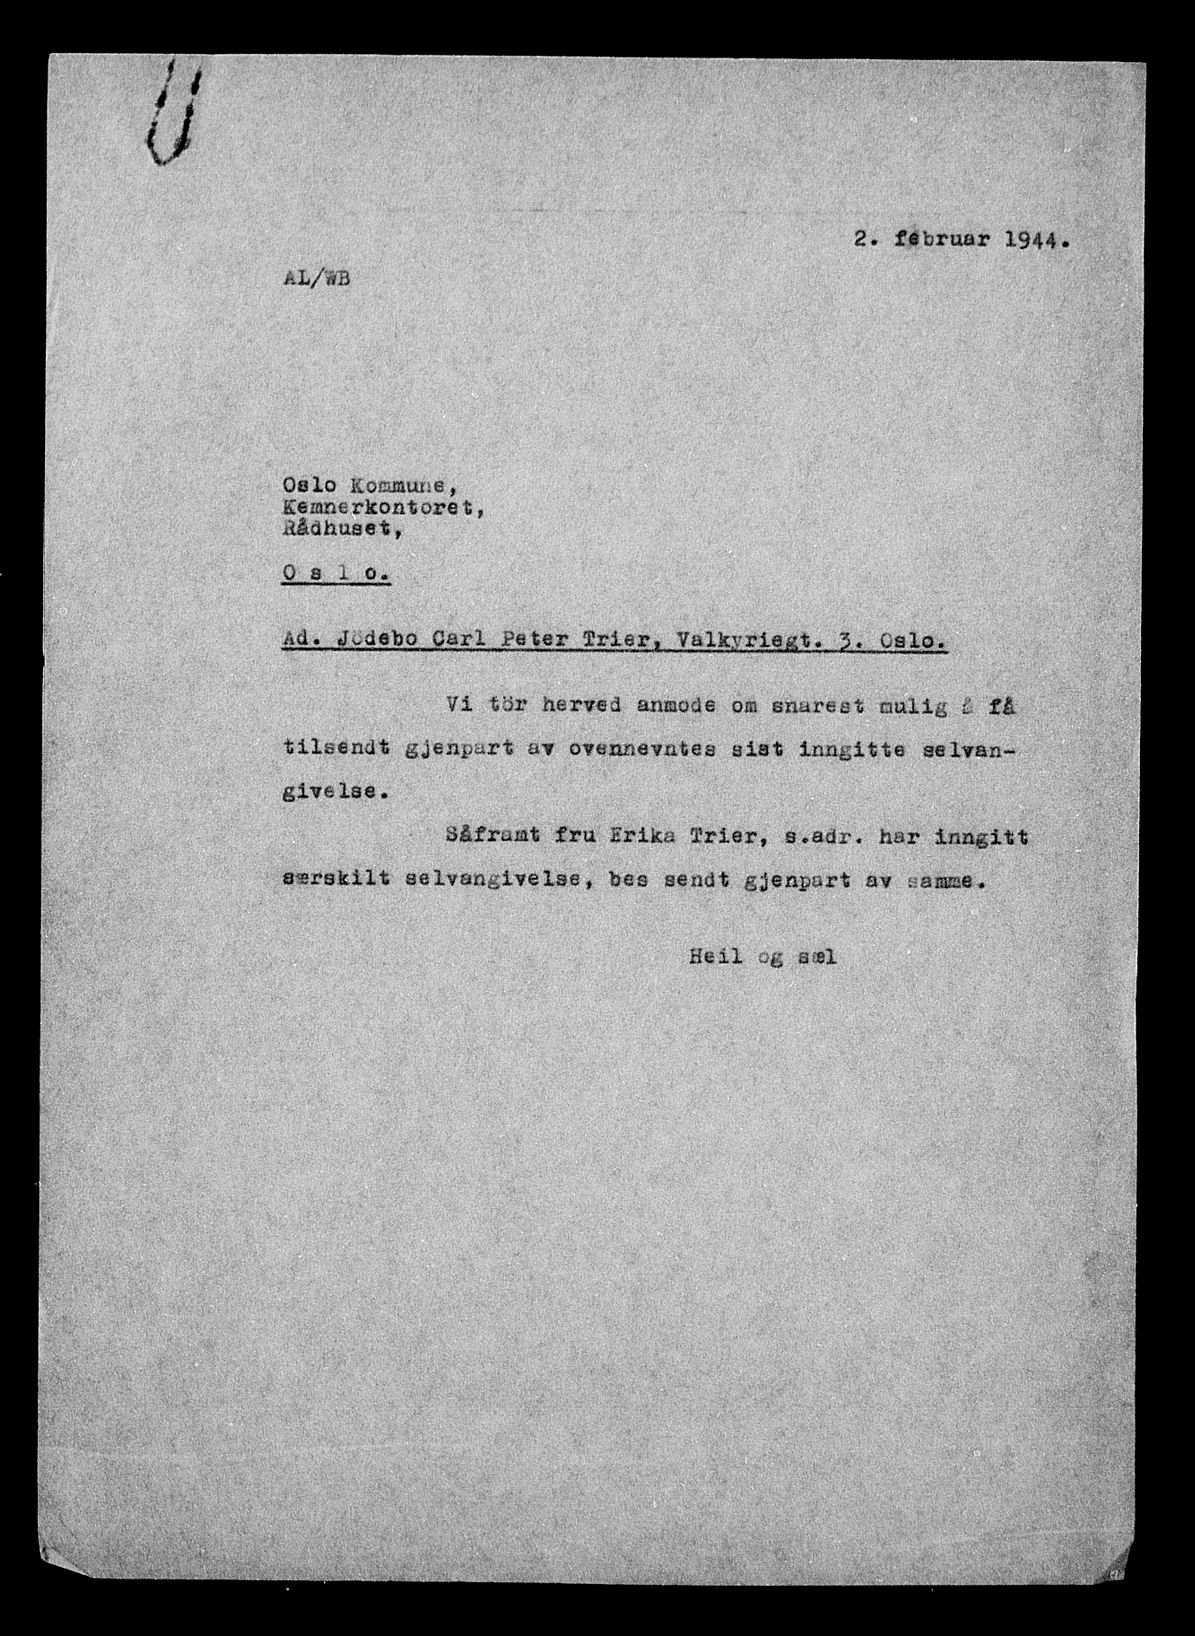 2. februar 1944.
AL/WB
Oslo Kommune,
Kemnerkontoret,
Rådhuset,
O s l o.
Ad. Jödebo Carl Peter Trier, Valkyriegt. 3. Oslo.
Vi tör herved anmode om snarest mulig å få
tilsendt gjenpart av ovennevntes sist inngitte selvan-
givelse.
Såframt fru Erika Trier, s.adr. har inngitt
særskilt selvangivelse, bes sendt gjenpart av samme.
Heil og sæl